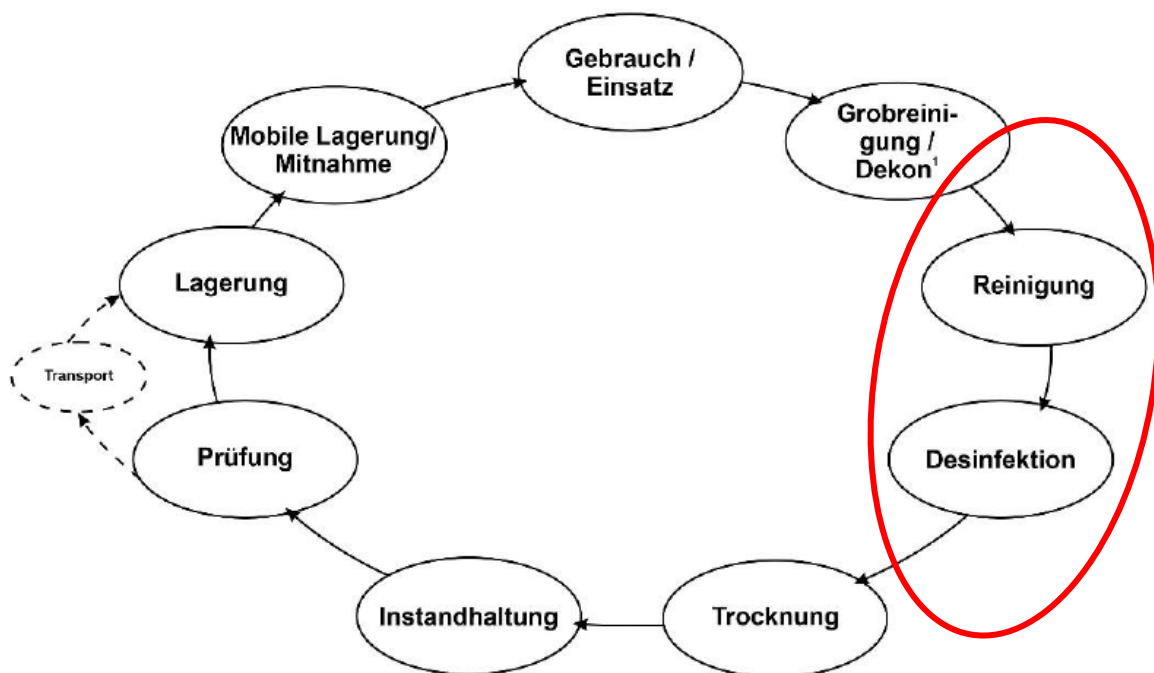 Gebrauch /
Einsatz
Grobreini-
gung /
Dekon¹
Reinigung
Desinfektion
Trocknung
Instandhaltung
Prüfung
Transport
Lagerung
Mobile Lagerung/
Mitnahme